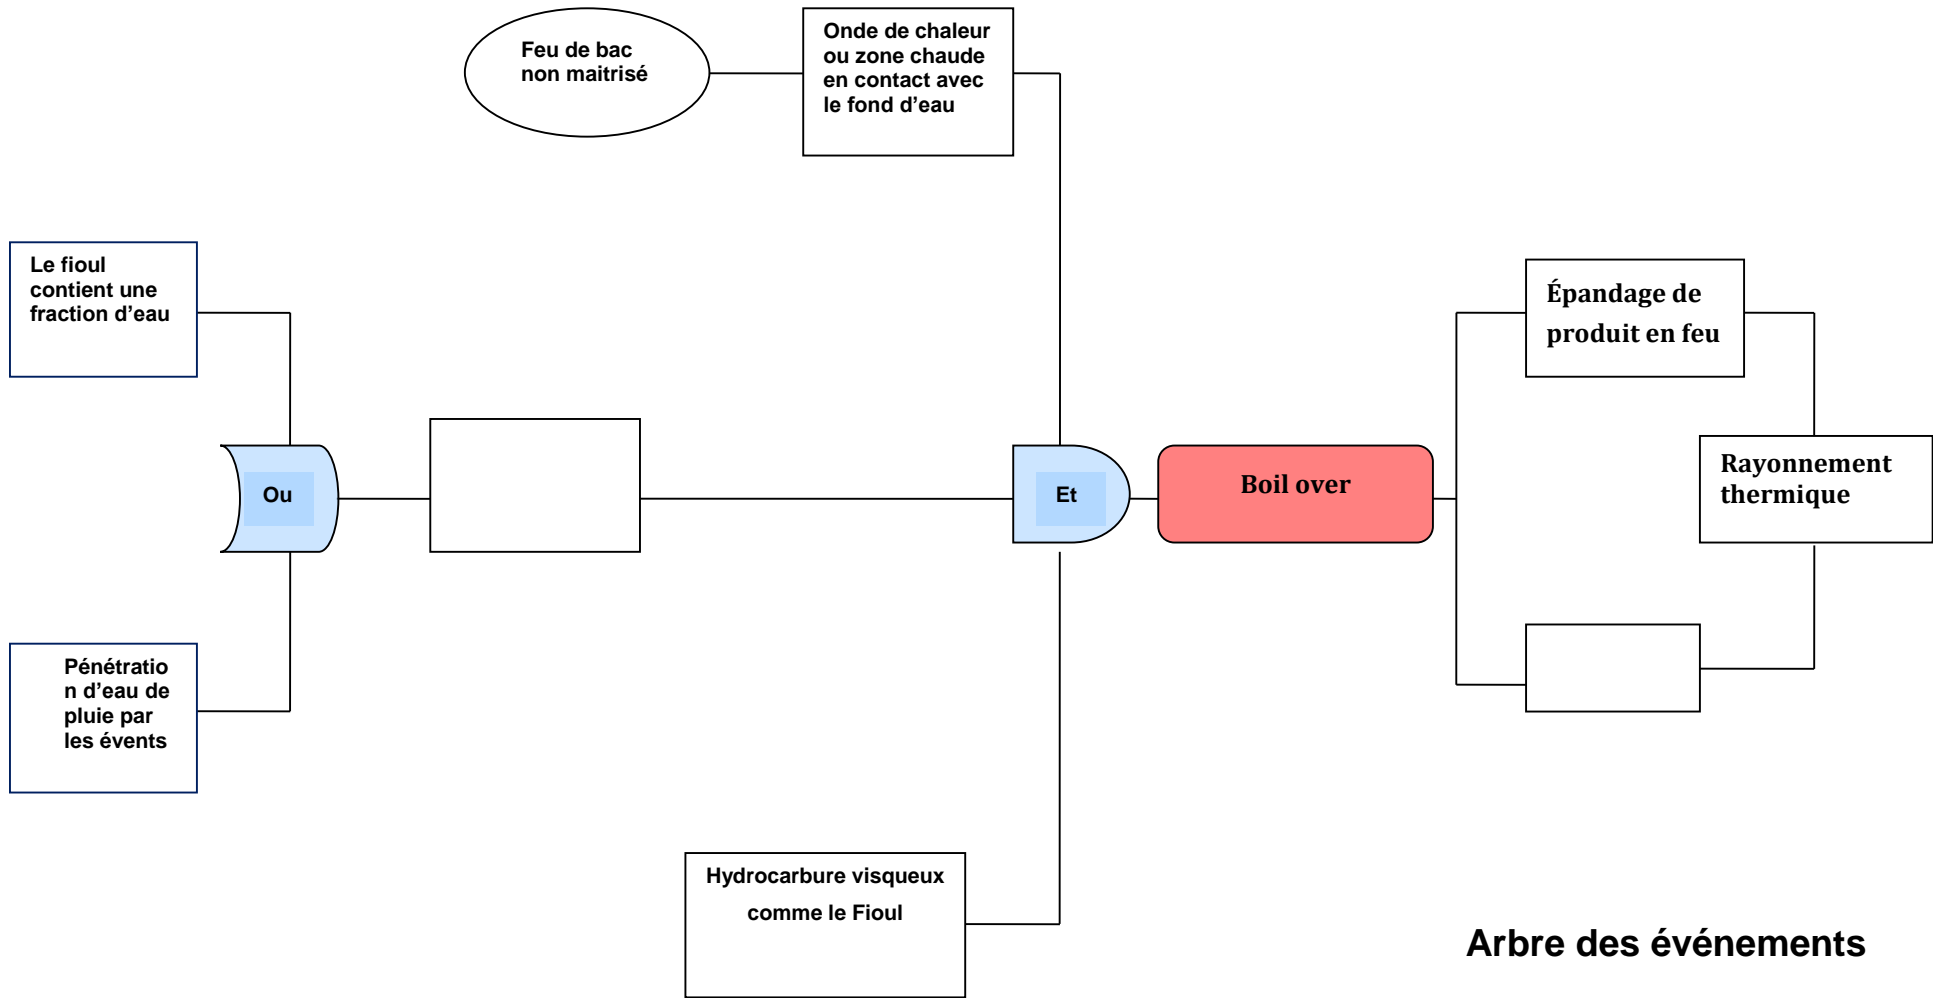 Feu de bac
non maitrisé
Onde de chaleur
ou zone chaude
en contact avec
le fond d’eau
Le fioul
contient une
fraction d’eau
Épandage de
produit en feu
Ou
Et
Boil over
Rayonnement
thermique
Pénétratio
n d’eau de
pluie par
les évents
Hydrocarbure visqueux
comme le Fioul
Arbre des événements